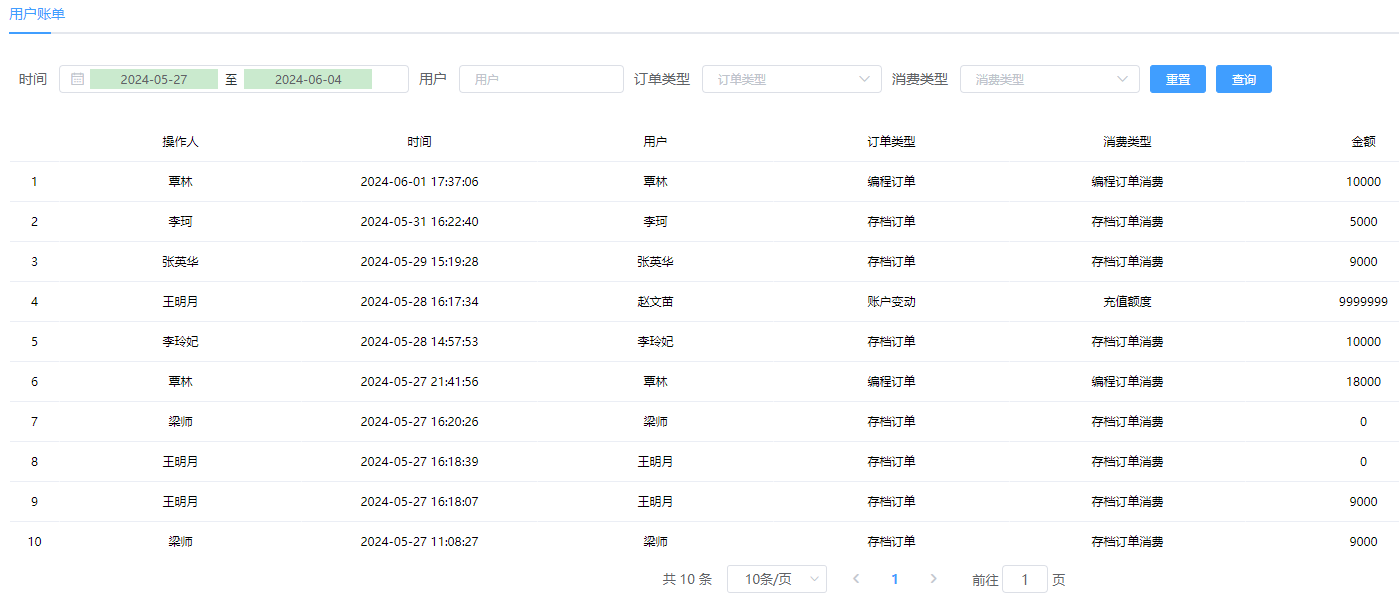 用户账单
时间 2024-05-27 至 2024-06-04 用户 用户 订单类型 订单类型 消费类型 消费类型 重置 查询
操作人 时间 用户 订单类型 消费类型 金额
1 覃林 2024-06-01 17:37:06 覃林 编程订单 编程订单消费 10000
2 李珂 2024-05-31 16:22:40 李珂 存档订单 存档订单消费 5000
3 张英华 2024-05-29 15:19:28 张英华 存档订单 存档订单消费 9000
4 王明月 2024-05-28 16:17:34 赵文苗 账户变动 充值额度 9999999
5 李玲妃 2024-05-28 14:57:53 李玲妃 存档订单 存档订单消费 10000
6 覃林 2024-05-27 21:41:56 覃林 编程订单 编程订单消费 18000
7 梁师 2024-05-27 16:20:26 梁师 存档订单 存档订单消费 0
8 王明月 2024-05-27 16:18:39 王明月 存档订单 存档订单消费 0
9 王明月 2024-05-27 16:18:07 王明月 存档订单 存档订单消费 9000
10 梁师 2024-05-27 11:08:27 梁师 存档订单 存档订单消费 9000
共 10 条 10条/页 1 前往 1 页